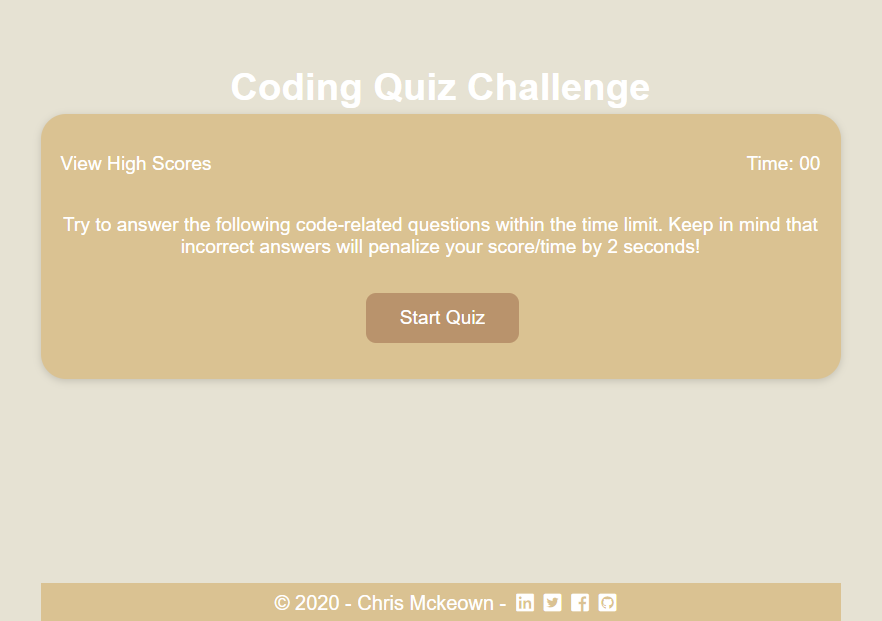 Coding Quiz Challenge
View High Scores
Time: 00
Try to answer the following code-related questions within the time limit. Keep in mind that
incorrect answers will penalize your score/time by 2 seconds!
Start Quiz
© 2020 - Chris Mckeown -